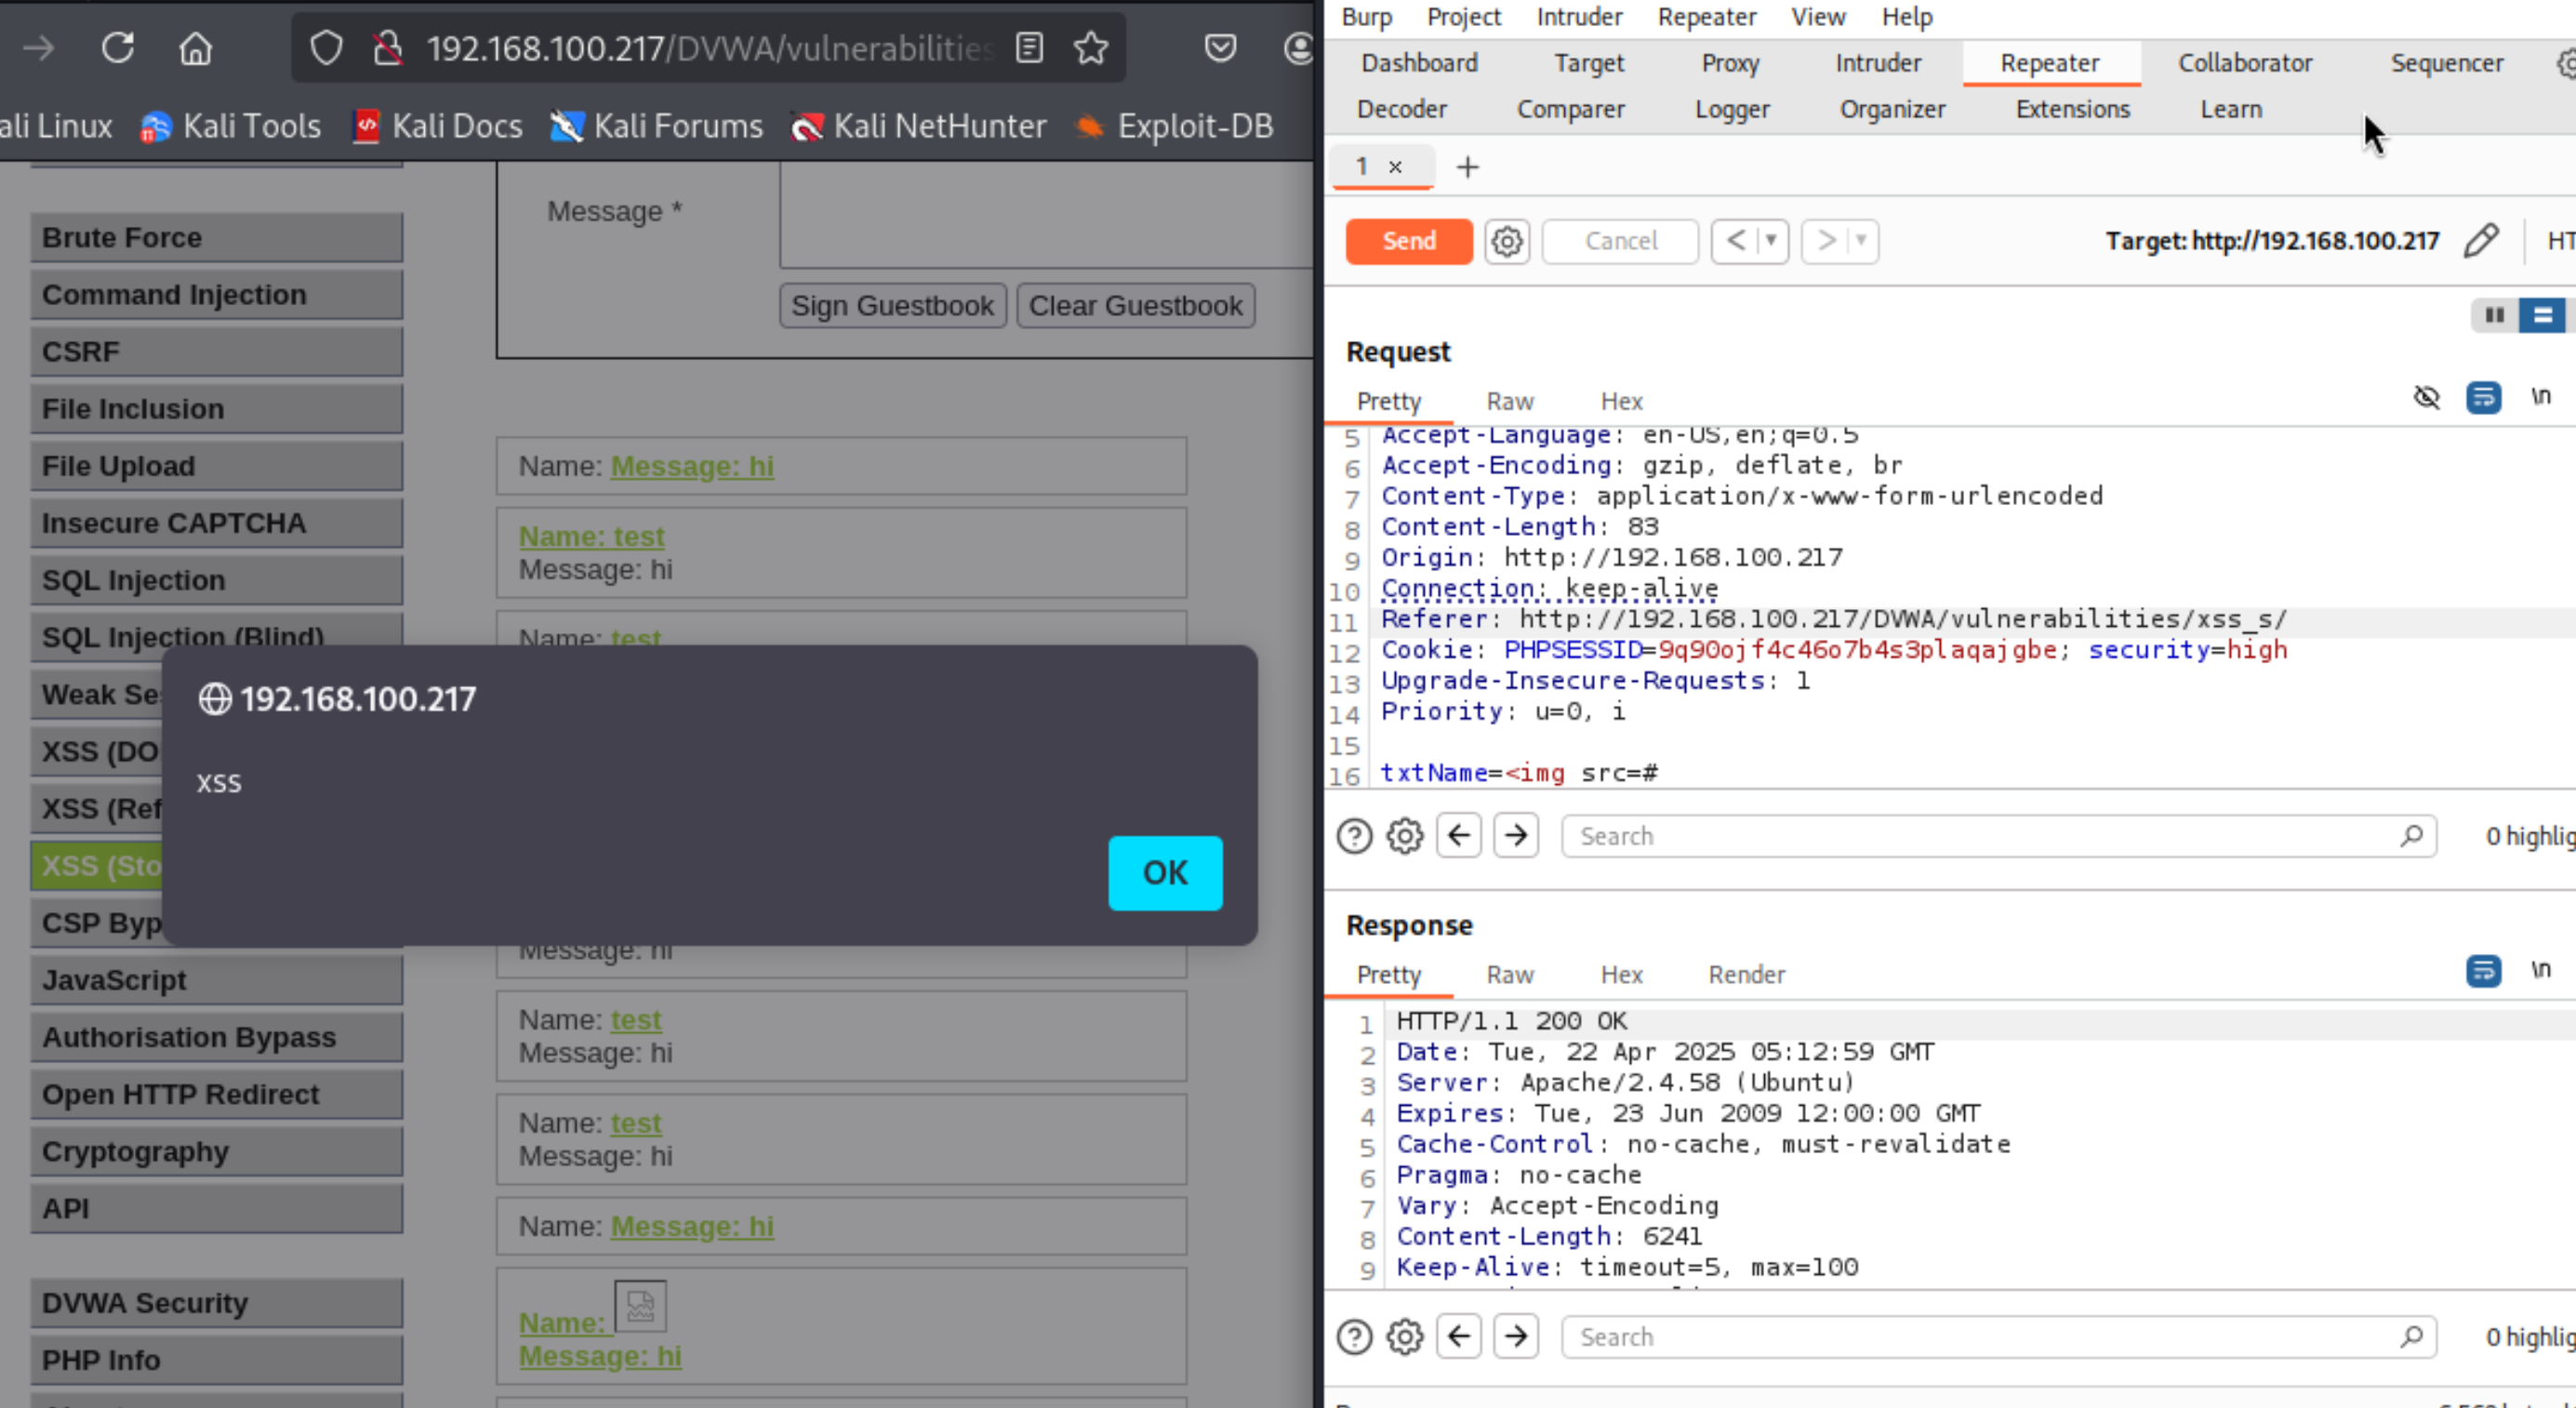 192.168.100.217/DVWA/vulnerabilities
ali Linux Kali Tools Kali Docs Kali Forums Kali NetHunter Exploit-DB
Message *
Sign Guestbook Clear Guestbook
Brute Force
Command Injection
CSRF
File Inclusion
File Upload
Insecure CAPTCHA
SQL Injection
SQL Injection (Blind)
Weak Se
XSS (DO
XSS (Ref
XSS (Sto
CSP Byp
JavaScript
Authorisation Bypass
Open HTTP Redirect
Cryptography
API
DVWA Security
PHP Info
Name: Message: hi
Name: test
Message: hi
Name: test
192.168.100.217
xss
OK
Message: hi
Name: test
Message: hi
Name: test
Message: hi
Name: Message: hi
Name:
Message: hi
Burp Project Intruder Repeater View Help
Dashboard Target Proxy Intruder Repeater Collaborator Sequencer
Decoder Comparer Logger Organizer Extensions Learn
1 × +
Send Cancel < > Target: http://192.168.100.217 HT
Request
Pretty Raw Hex \n
5 Accept-Language: en-US,en;q=0.5
6 Accept-Encoding: gzip, deflate, br
7 Content-Type: application/x-www-form-urlencoded
8 Content-Length: 83
9 Origin: http://192.168.100.217
10 Connection: keep-alive
11 Referer: http://192.168.100.217/DVWA/vulnerabilities/xss_s/
12 Cookie: PHPSESSID=9q90ojf4c46o7b4s3plaqajgbe; security=high
13 Upgrade-Insecure-Requests: 1
14 Priority: u=0, i
15
16 txtName=<img src=#
Search 0 highlig
Response
Pretty Raw Hex Render \n
1 HTTP/1.1 200 OK
2 Date: Tue, 22 Apr 2025 05:12:59 GMT
3 Server: Apache/2.4.58 (Ubuntu)
4 Expires: Tue, 23 Jun 2009 12:00:00 GMT
5 Cache-Control: no-cache, must-revalidate
6 Pragma: no-cache
7 Vary: Accept-Encoding
8 Content-Length: 6241
9 Keep-Alive: timeout=5, max=100
Search 0 highlig